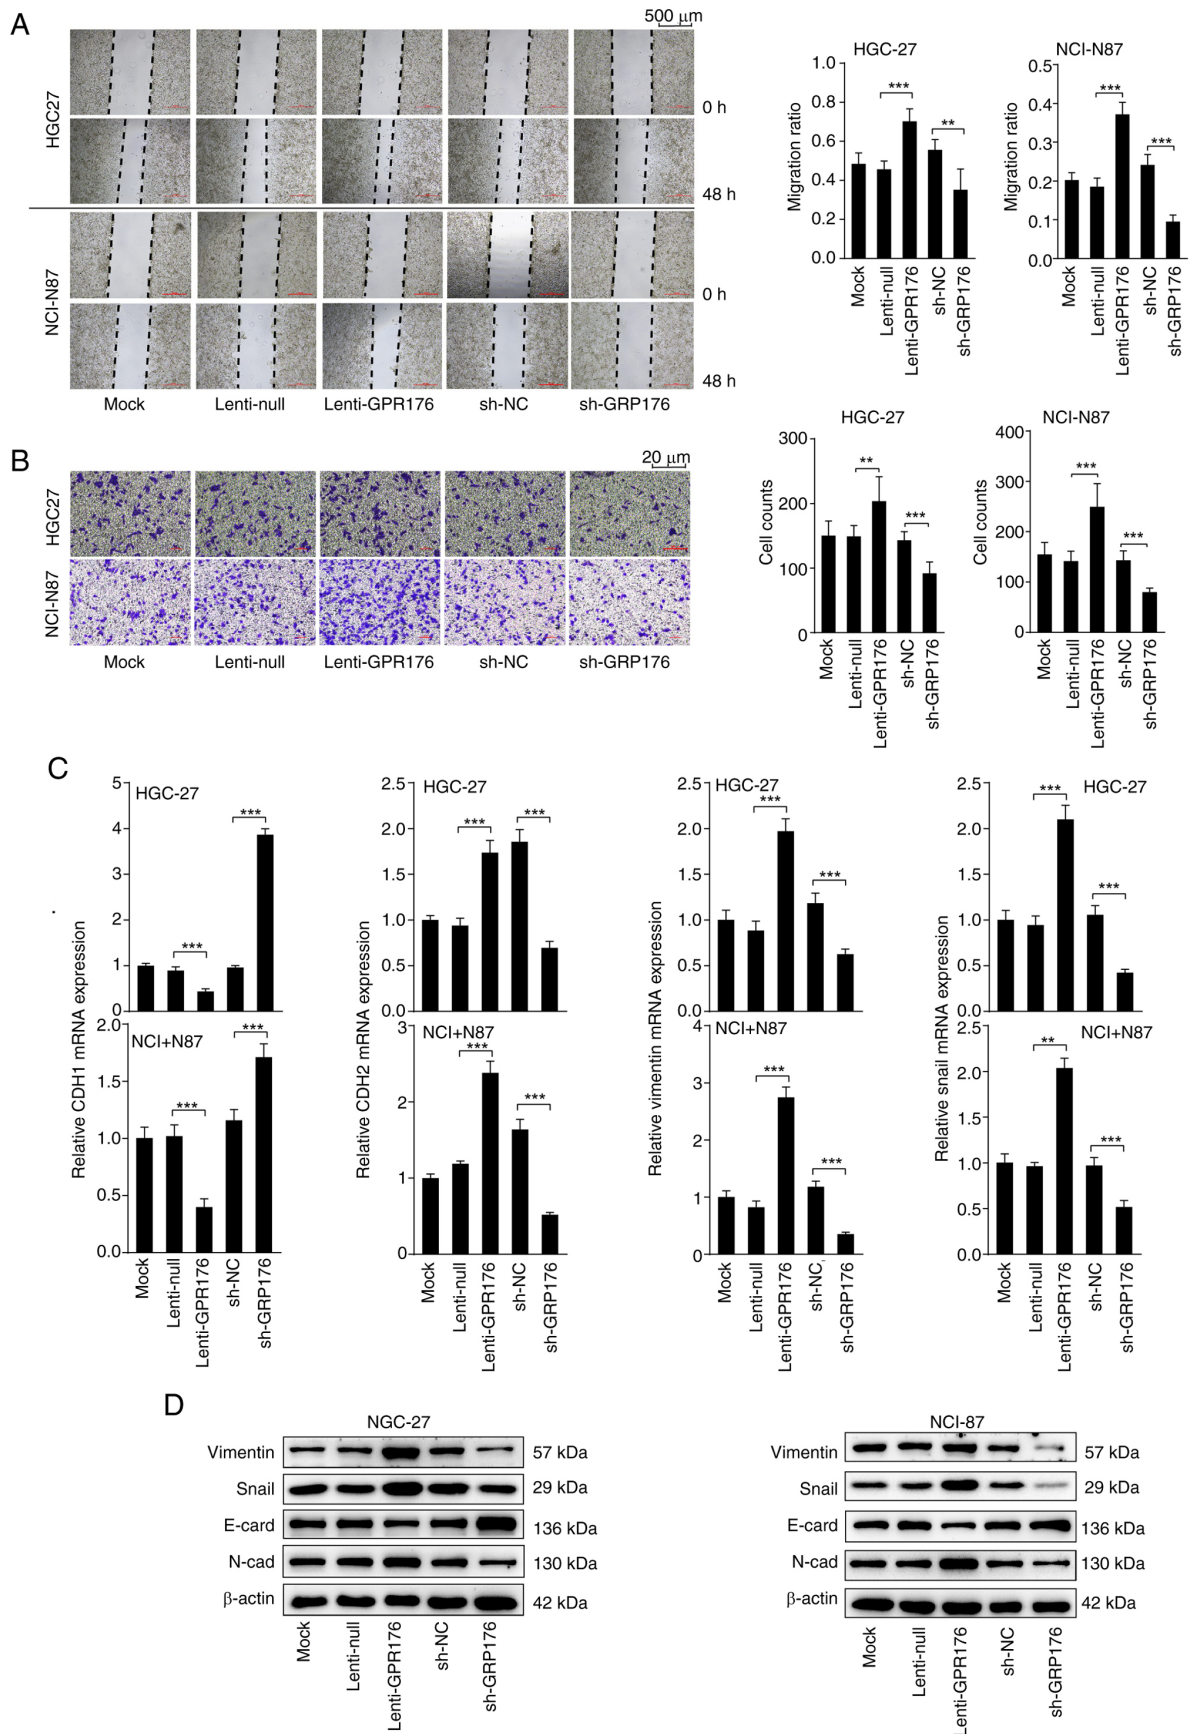 A
500 μm
HGC27
0 h
48 h
NCI-N87
0 h
48 h
Mock Lenti-null Lenti-GPR176 sh-NC sh-GRP176
HGC-27
Migration ratio
1.0
0.8
0.6
0.4
0.2
0.0
***
**
Mock Lenti-null Lenti-GPR176 sh-NC sh-GRP176
NCI-N87
Migration ratio
0.5
0.4
0.3
0.2
0.1
0.0
***
***
Mock Lenti-null Lenti-GPR176 sh-NC sh-GRP176
B
20 μm
HGC27
NCI-N87
Mock Lenti-null Lenti-GPR176 sh-NC sh-GRP176
HGC-27
Cell counts
300
200
100
0
**
***
Mock Lenti-null Lenti-GPR176 sh-NC sh-GRP176
NCI-N87
Cell counts
400
300
200
100
0
***
***
Mock Lenti-null Lenti-GPR176 sh-NC sh-GRP176
C
Relative CDH1 mRNA expression
HGC-27
5
4
3
2
1
0
***
***
NCI+N87
2.0
1.5
1.0
0.5
0.0
***
***
Mock Lenti-null Lenti-GPR176 sh-NC sh-GRP176
Relative CDH2 mRNA expression
HGC-27
2.5
2.0
1.5
1.0
0.5
0.0
***
***
NCI+N87
3
2
1
0
***
***
Mock Lenti-null Lenti-GPR176 sh-NC sh-GRP176
Relative vimentin mRNA expression
HGC-27
2.5
2.0
1.5
1.0
0.5
0.0
***
***
NCI+N87
4
3
2
1
0
***
***
Mock Lenti-null Lenti-GPR176 sh-NC, sh-GRP176
Relative snail mRNA expression
HGC-27
2.5
2.0
1.5
1.0
0.5
0.0
***
***
NCI+N87
2.5
2.0
1.5
1.0
0.5
0.0
**
***
Mock Lenti-null Lenti-GPR176 sh-NC sh-GRP176
D
NGC-27
Vimentin 57 kDa
Snail 29 kDa
E-card 136 kDa
N-cad 130 kDa
β-actin 42 kDa
Mock Lenti-null Lenti-GPR176 sh-NC sh-GRP176
NCI-87
Vimentin 57 kDa
Snail 29 kDa
E-card 136 kDa
N-cad 130 kDa
β-actin 42 kDa
Mock Lenti-null Lenti-GPR176 sh-NC sh-GRP176